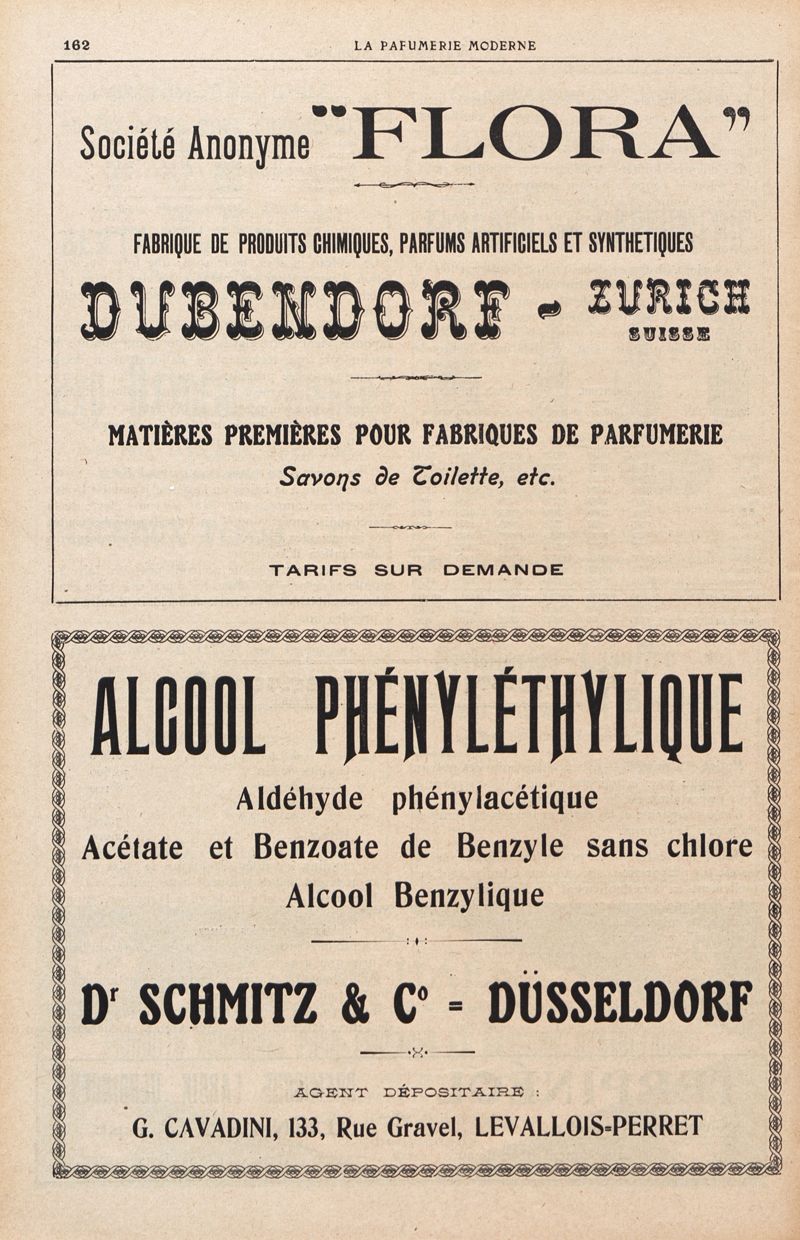 162
LA PAFUMERIE MODERNE
Société Anonyme "FLORA"
FABRIQUE DE PRODUITS CHIMIQUES, PARFUMS ARTIFICIELS ET SYNTHETIQUES
DUBENDORF - ZURICH
SUISSE
MATIÈRES PREMIÈRES POUR FABRIQUES DE PARFUMERIE
Savons de Toilette, etc.
TARIFS SUR DEMANDE
ALCOOL PHÉNYLÉTHYLIQUE
Aldéhyde phénylacétique
Acétate et Benzoate de Benzyle sans chlore
Alcool Benzylique
Dr SCHMITZ & Co = DÜSSELDORF
AGENT DÉPOSITAIRE :
G. CAVADINI, 133, Rue Gravel, LEVALLOIS=PERRET